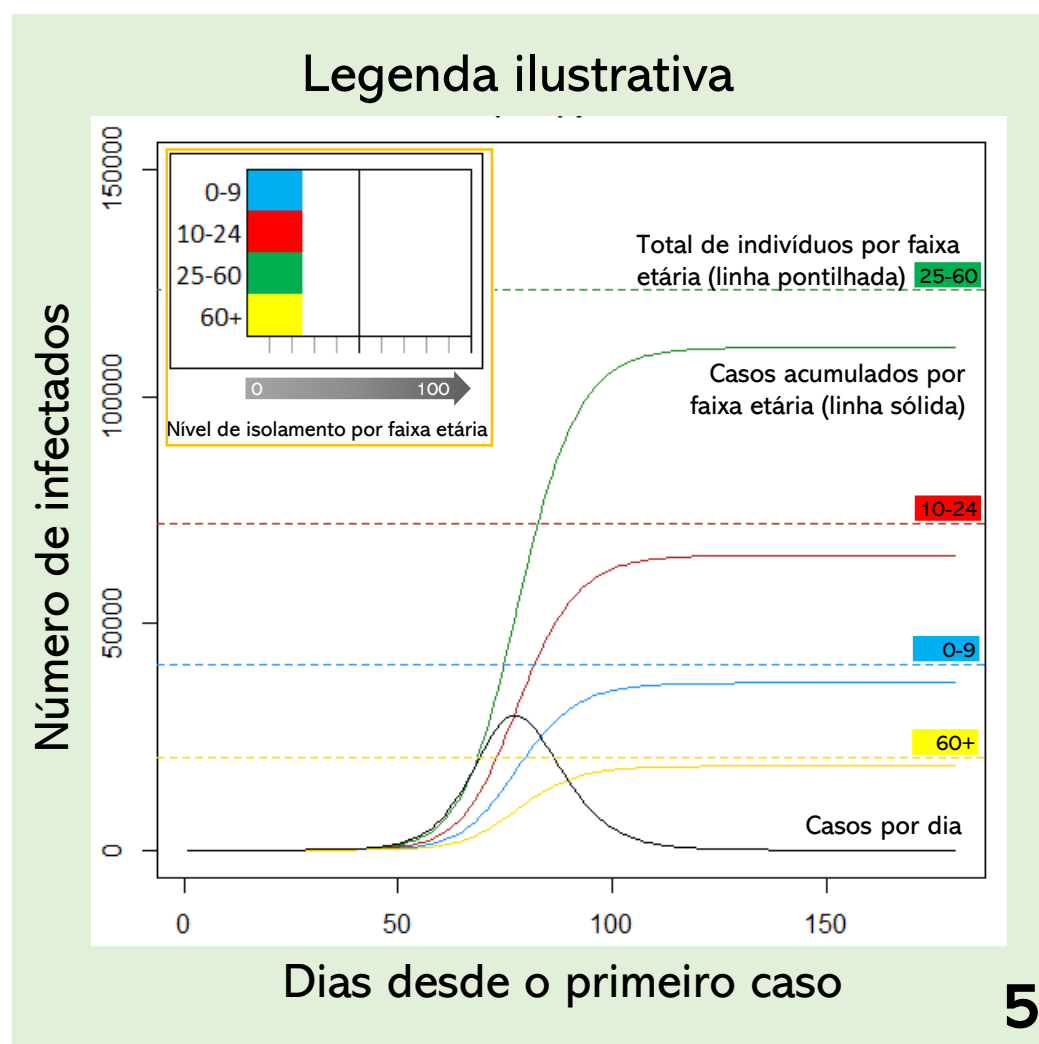 Legenda ilustrativa
Número de infectados
150000
100000
50000
0
0-9
10-24
25-60
60+
0 100
Nível de isolamento por faixa etária
Total de indivíduos por faixa
etária (linha pontilhada) 25-60
Casos acumulados por
faixa etária (linha sólida)
10-24
0-9
60+
Casos por dia
0 50 100 150
Dias desde o primeiro caso
5